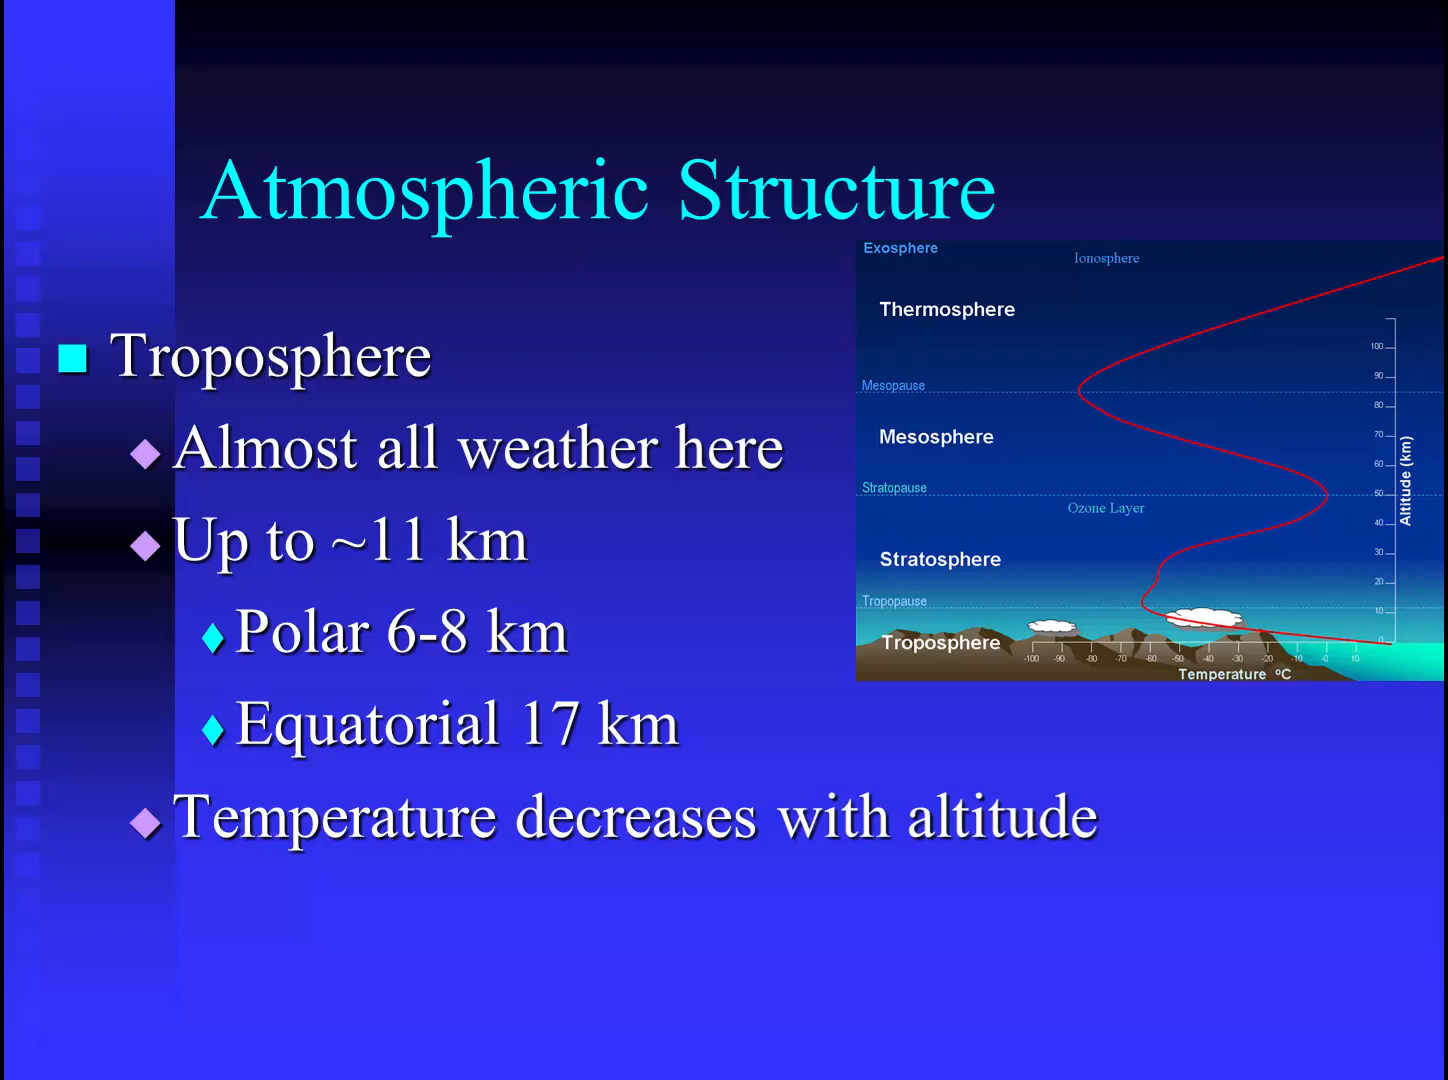 Atmospheric Structure
Troposphere
Almost all weather here
Up to ~11 km
Polar 6-8 km
Equatorial 17 km
Temperature decreases with altitude
Exosphere
Ionosphere
Thermosphere
Mesopause
Mesosphere
Stratopause
Ozone Layer
Stratosphere
Tropopause
Troposphere
100
90
80
70
60
50
40
30
20
10
0
Altitude (km)
-100 -90 -80 -70 -60 -50 -40 -30 -20 -10 -0 10
Temperature ºC